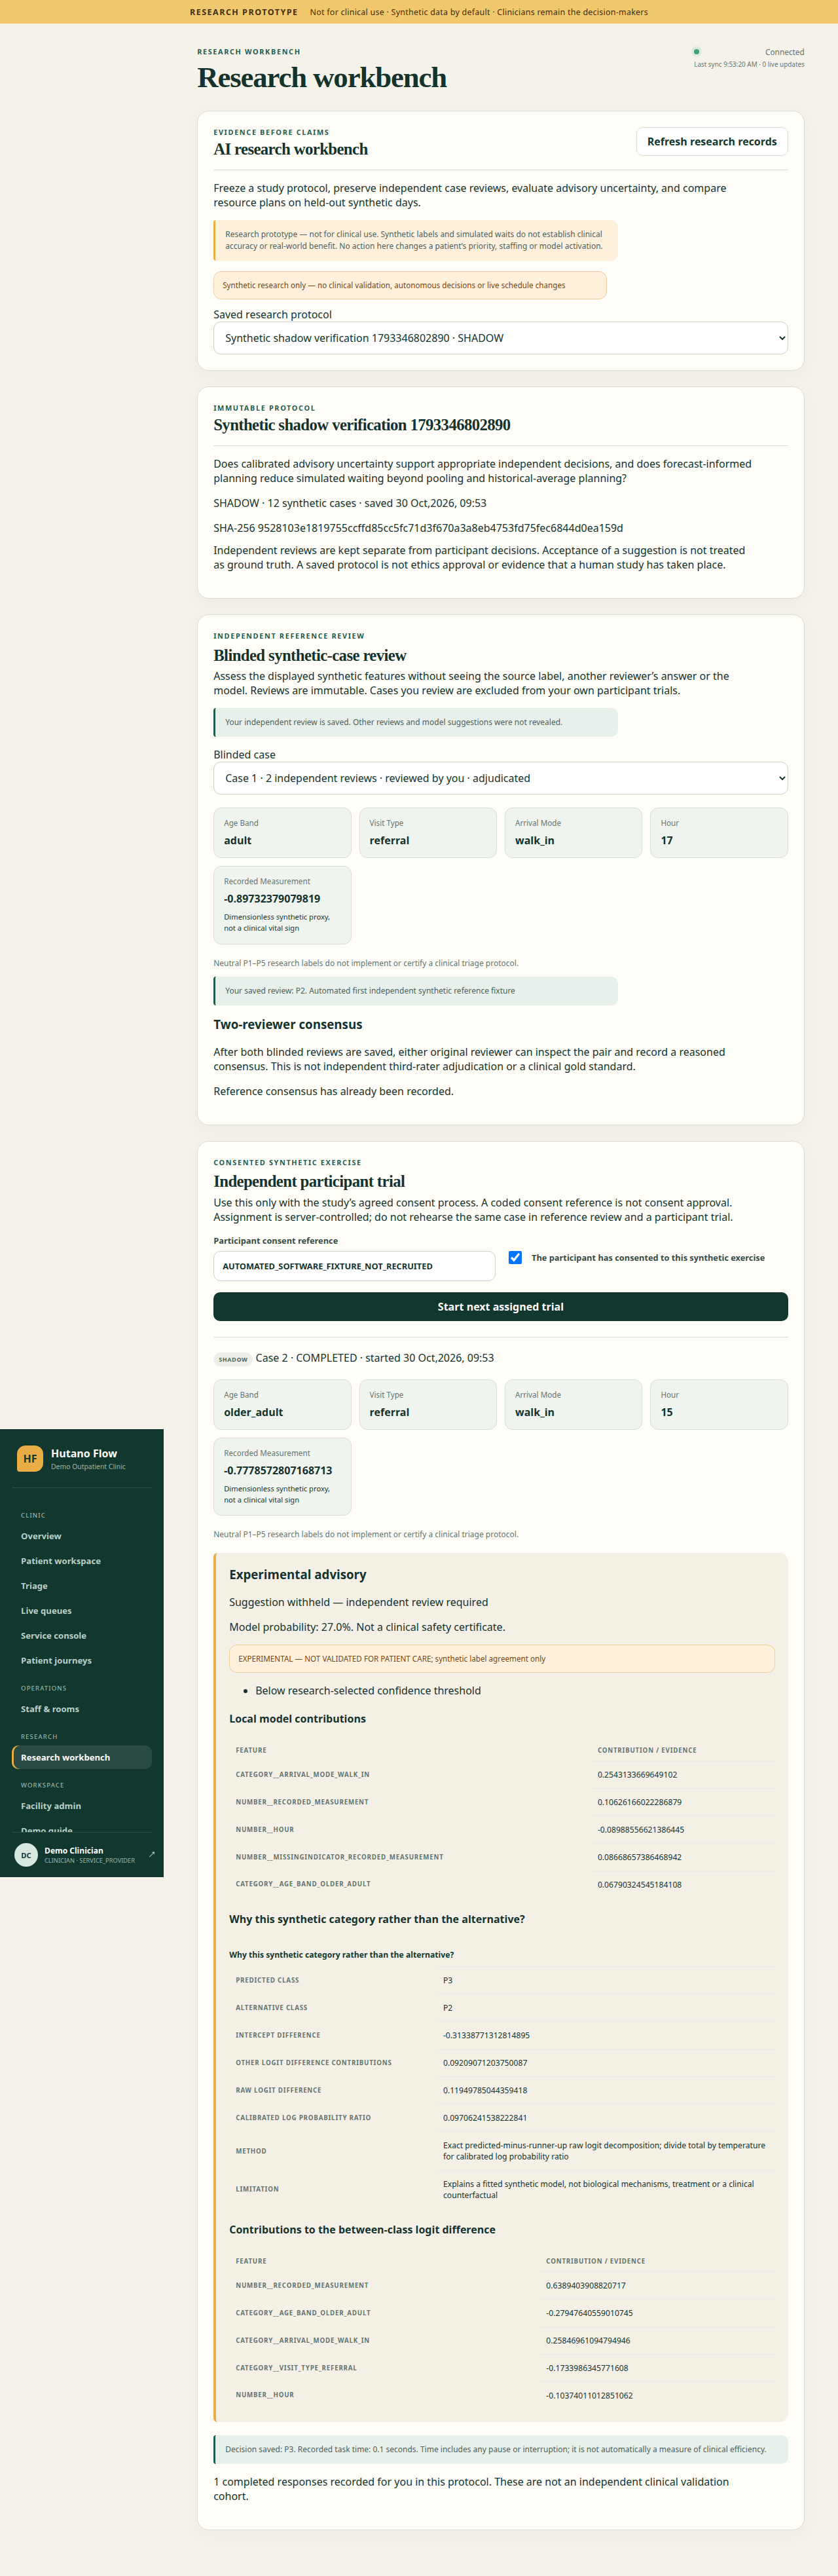 RESEARCH PROTOTYPE Not for clinical use · Synthetic data by default · Clinicians remain the decision-makers
RESEARCH WORKBENCH
Research workbench
Connected
Last sync 9:53:20 AM · 0 live updates
EVIDENCE BEFORE CLAIMS
AI research workbench
Refresh research records
Freeze a study protocol, preserve independent case reviews, evaluate advisory uncertainty, and compare
resource plans on held-out synthetic days.
Research prototype — not for clinical use. Synthetic labels and simulated waits do not establish clinical
accuracy or real-world benefit. No action here changes a patient's priority, staffing or model activation.
Synthetic research only — no clinical validation, autonomous decisions or live schedule changes
Saved research protocol
Synthetic shadow verification 1793346802890 · SHADOW
IMMUTABLE PROTOCOL
Synthetic shadow verification 1793346802890
Does calibrated advisory uncertainty support appropriate independent decisions, and does forecast-informed
planning reduce simulated waiting beyond pooling and historical-average planning?
SHADOW · 12 synthetic cases · saved 30 Oct,2026, 09:53
SHA-256 9528103e1819755ccffd85cc5fc71d3f670a3a8eb4753fd75fec6844d0ea159d
Independent reviews are kept separate from participant decisions. Acceptance of a suggestion is not treated
as ground truth. A saved protocol is not ethics approval or evidence that a human study has taken place.
INDEPENDENT REFERENCE REVIEW
Blinded synthetic-case review
Assess the displayed synthetic features without seeing the source label, another reviewer's answer or the
model. Reviews are immutable. Cases you review are excluded from your own participant trials.
Your independent review is saved. Other reviews and model suggestions were not revealed.
Blinded case
Case 1 · 2 independent reviews · reviewed by you · adjudicated
Age Band
adult
Visit Type
referral
Arrival Mode
walk_in
Hour
17
Recorded Measurement
-0.89732379079819
Dimensionless synthetic proxy,
not a clinical vital sign
Neutral P1–P5 research labels do not implement or certify a clinical triage protocol.
Your saved review: P2. Automated first independent synthetic reference fixture
Two-reviewer consensus
After both blinded reviews are saved, either original reviewer can inspect the pair and record a reasoned
consensus. This is not independent third-rater adjudication or a clinical gold standard.
Reference consensus has already been recorded.
CONSENTED SYNTHETIC EXERCISE
Independent participant trial
Use this only with the study's agreed consent process. A coded consent reference is not consent approval.
Assignment is server-controlled; do not rehearse the same case in reference review and a participant trial.
Participant consent reference
AUTOMATED_SOFTWARE_FIXTURE_NOT_RECRUITED
The participant has consented to this synthetic exercise
Start next assigned trial
SHADOW Case 2 · COMPLETED · started 30 Oct,2026, 09:53
Age Band
older_adult
Visit Type
referral
Arrival Mode
walk_in
Hour
15
Recorded Measurement
-0.7778572807168713
Dimensionless synthetic proxy,
not a clinical vital sign
Neutral P1–P5 research labels do not implement or certify a clinical triage protocol.
Experimental advisory
Suggestion withheld — independent review required
Model probability: 27.0%. Not a clinical safety certificate.
EXPERIMENTAL — NOT VALIDATED FOR PATIENT CARE; synthetic label agreement only
• Below research-selected confidence threshold
Local model contributions
FEATURE CONTRIBUTION / EVIDENCE
CATEGORY__ARRIVAL_MODE_WALK_IN 0.2543133669649102
NUMBER__RECORDED_MEASUREMENT 0.10626166022286879
NUMBER__HOUR -0.08988556621386445
NUMBER__MISSINGINDICATOR_RECORDED_MEASUREMENT 0.08668657386468942
CATEGORY__AGE_BAND_OLDER_ADULT 0.06790324545184108
Why this synthetic category rather than the alternative?
Why this synthetic category rather than the alternative?
PREDICTED CLASS P3
ALTERNATIVE CLASS P2
INTERCEPT DIFFERENCE -0.31338771312814895
OTHER LOGIT DIFFERENCE CONTRIBUTIONS 0.09209071203750087
RAW LOGIT DIFFERENCE 0.11949785044359418
CALIBRATED LOG PROBABILITY RATIO 0.09706241538222841
METHOD Exact predicted-minus-runner-up raw logit decomposition; divide total by temperature
for calibrated log probability ratio
LIMITATION Explains a fitted synthetic model, not biological mechanisms, treatment or a clinical
counterfactual
Contributions to the between-class logit difference
FEATURE CONTRIBUTION / EVIDENCE
NUMBER__RECORDED_MEASUREMENT 0.6389403908820717
CATEGORY__AGE_BAND_OLDER_ADULT -0.27947640559010745
CATEGORY__ARRIVAL_MODE_WALK_IN 0.25846961094794946
CATEGORY__VISIT_TYPE_REFERRAL -0.1733986345771608
NUMBER__HOUR -0.10374011012851062
Decision saved: P3. Recorded task time: 0.1 seconds. Time includes any pause or interruption; it is not automatically a measure of clinical efficiency.
1 completed responses recorded for you in this protocol. These are not an independent clinical validation
cohort.
HF
Hutano Flow
Demo Outpatient Clinic
CLINIC
Overview
Patient workspace
Triage
Live queues
Service console
Patient journeys
OPERATIONS
Staff & rooms
RESEARCH
Research workbench
WORKSPACE
Facility admin
Demo guide
DC
Demo Clinician
CLINICIAN · SERVICE_PROVIDER
↗